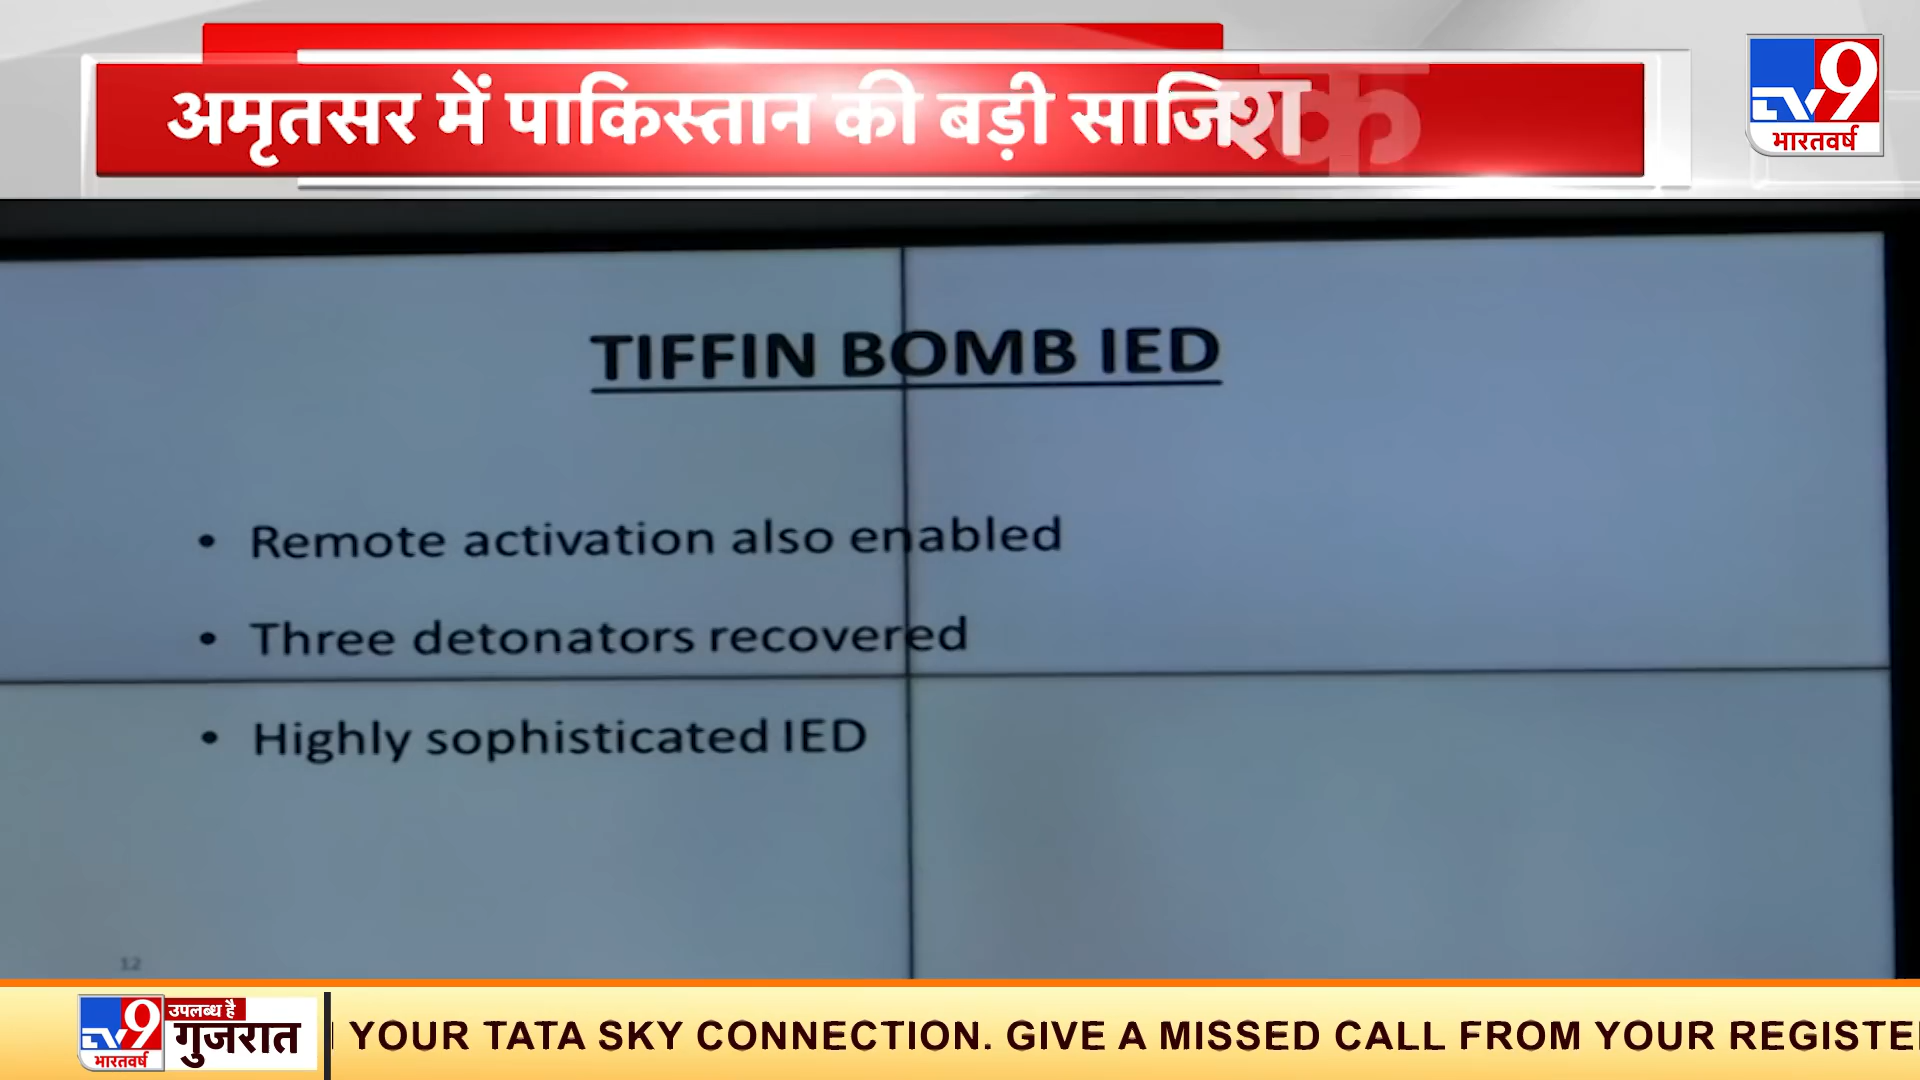 अमृतसर में पाकिस्तान की बड़ी साजिश
TV9
भारतवर्ष
TIFFIN BOMB IED
• Remote activation also enabled
• Three detonators recovered
• Highly sophisticated IED
12
TV9
भारतवर्ष
उपलब्ध है
गुजरात
YOUR TATA SKY CONNECTION. GIVE A MISSED CALL FROM YOUR